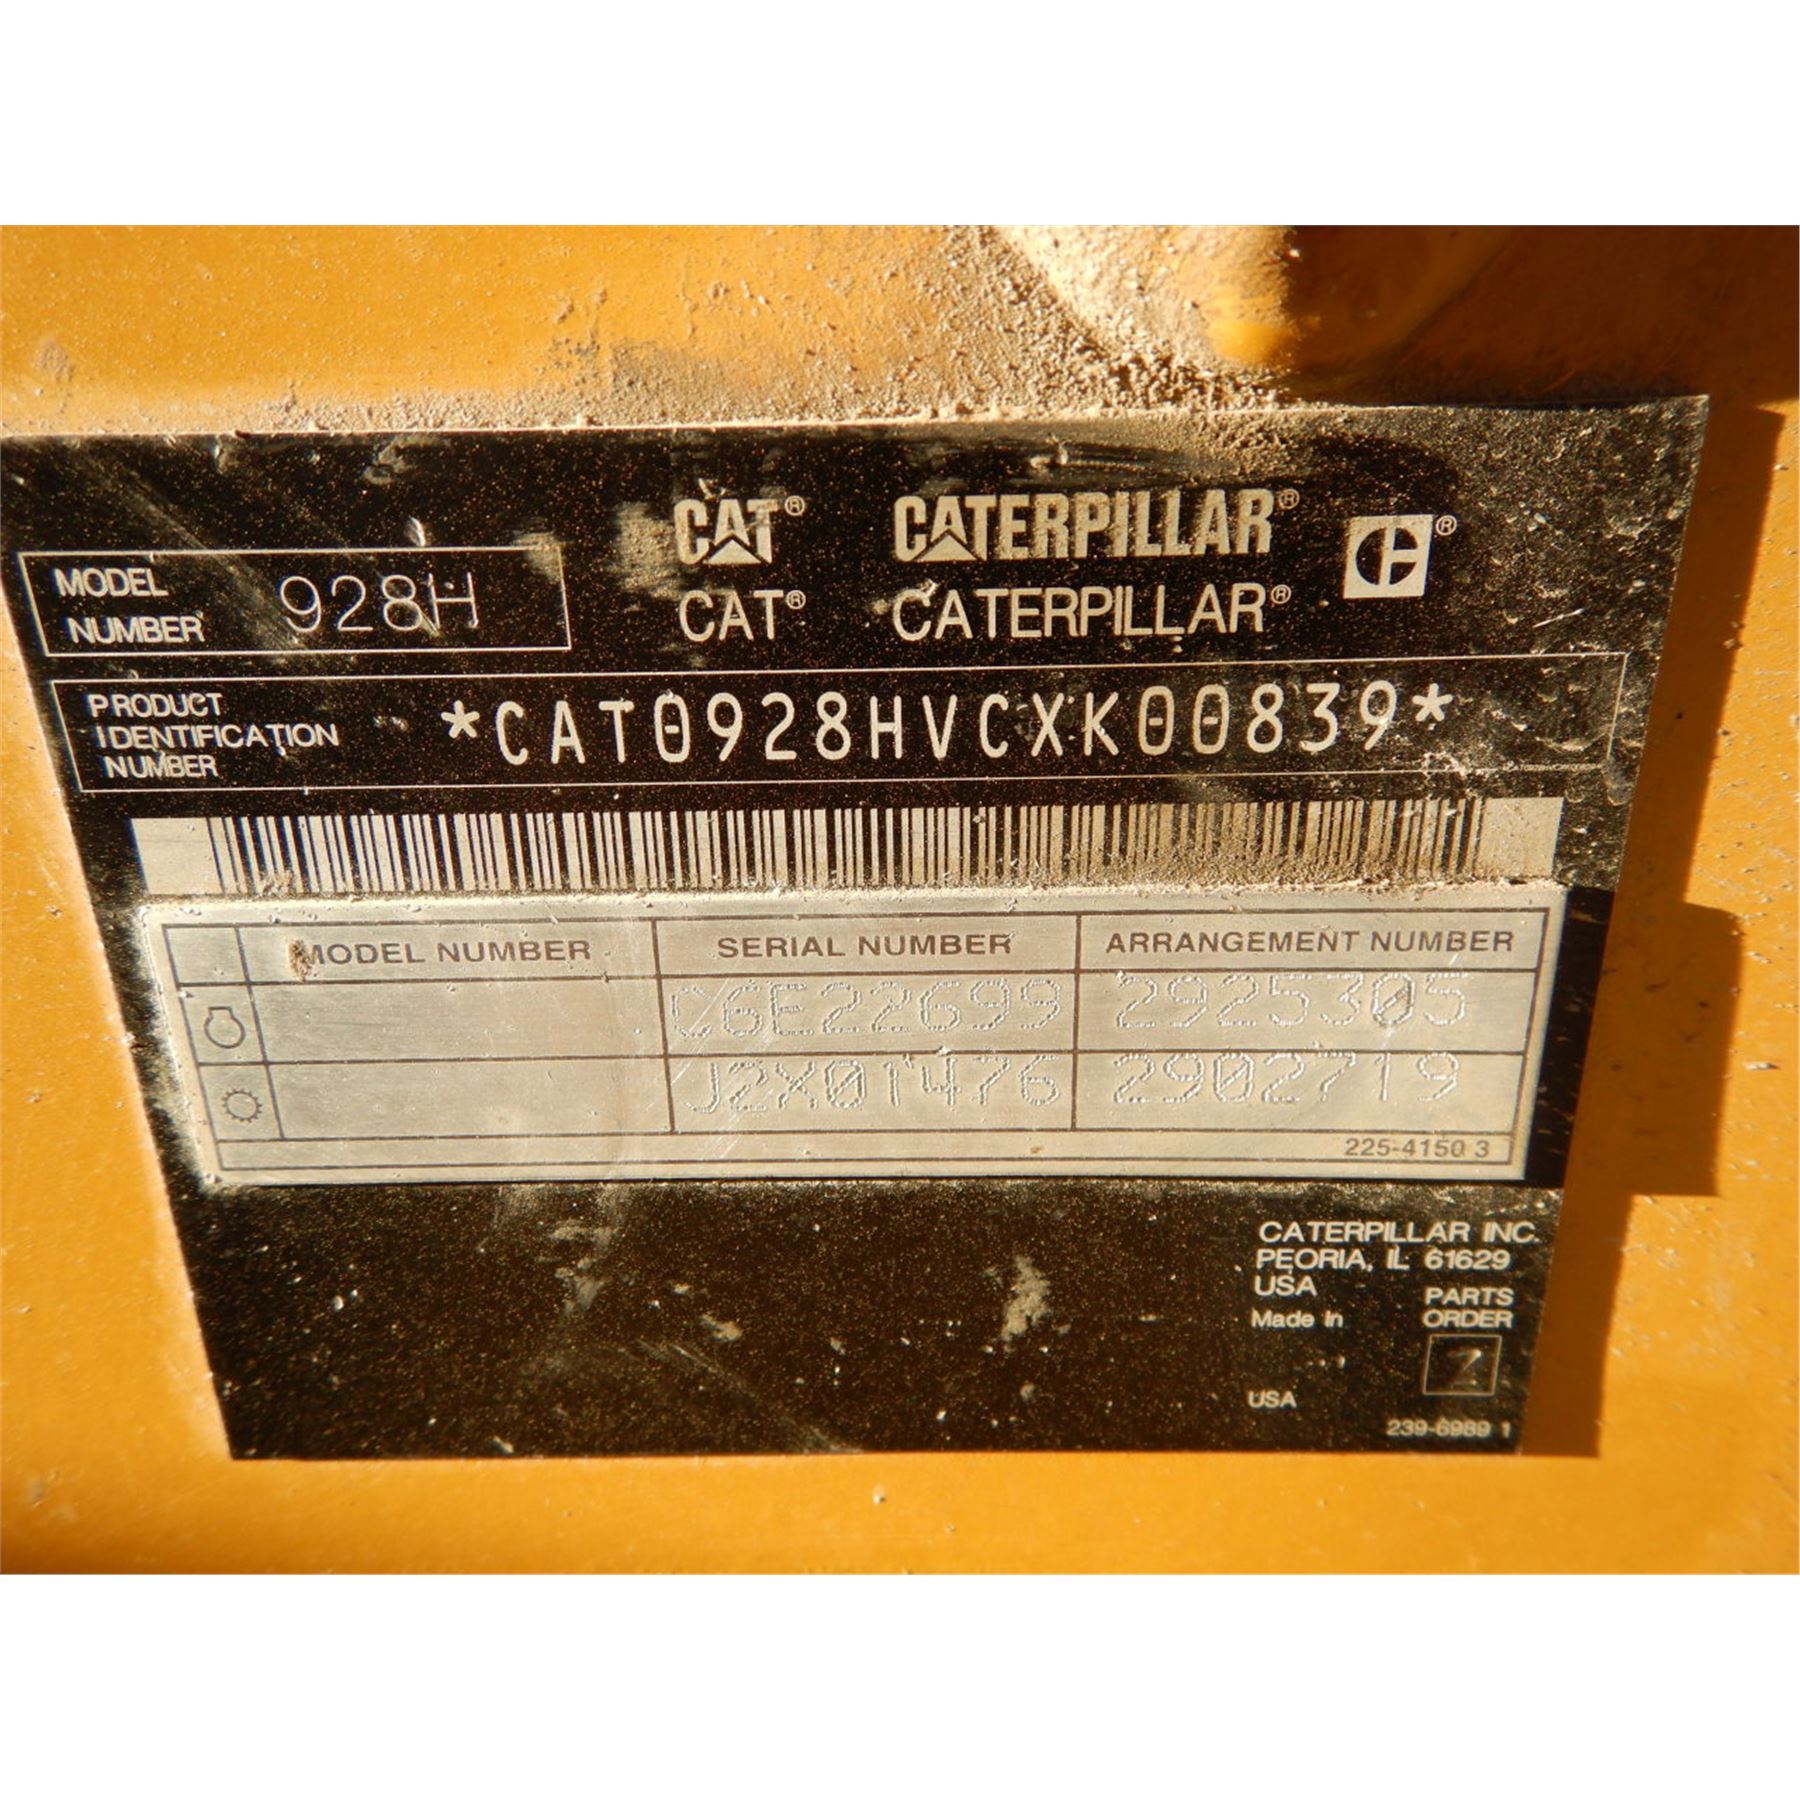 CAT® CATERPILLAR® ®
MODEL
NUMBER 928H CAT® CATERPILLAR®
PRODUCT
IDENTIFICATION
NUMBER *CAT0928HVCXK00839*
MODEL NUMBER SERIAL NUMBER ARRANGEMENT NUMBER
C6E22699 2925305
J2X01476 2902719
225-4150 3
CATERPILLAR INC.
PEORIA, IL 61629
USA
PARTS
Made in ORDER
2
USA
239-6989 1